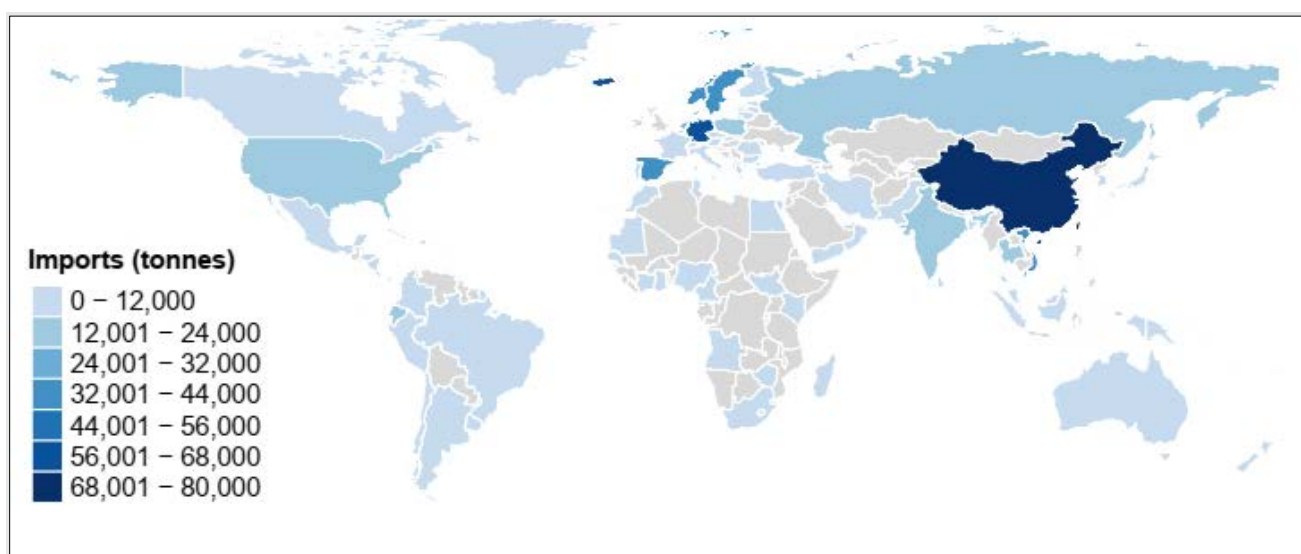 Imports (tonnes)
0 − 12,000
12,001 − 24,000
24,001 − 32,000
32,001 − 44,000
44,001 − 56,000
56,001 − 68,000
68,001 − 80,000